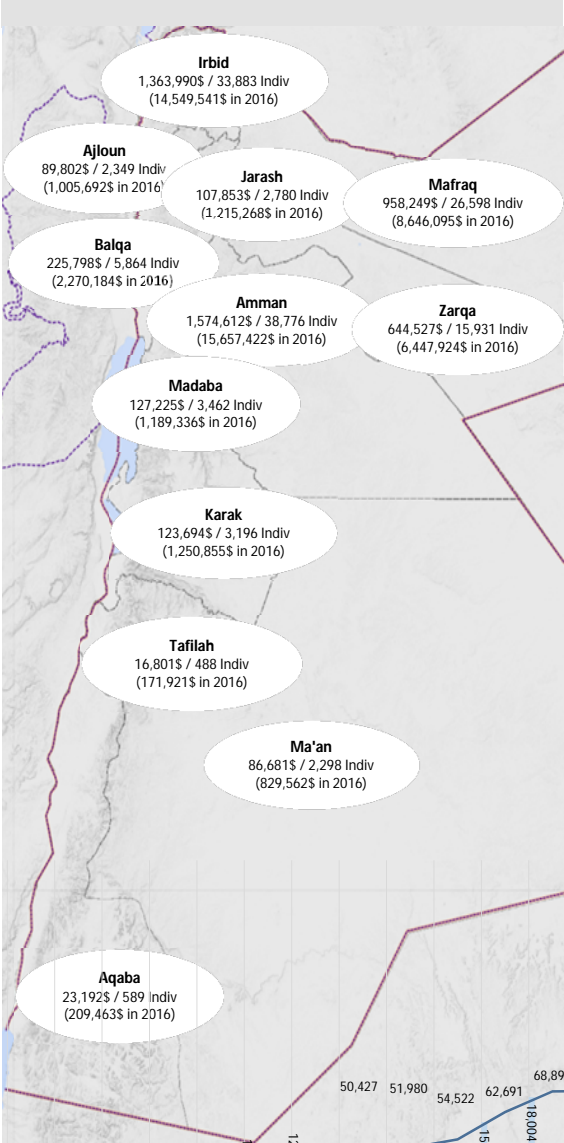 Irbid
1,363,990$ / 33,883 Indiv
(14,549,541$ in 2016)
Ajloun
89,802$ / 2,349 Indiv
(1,005,692$ in 2016)
Jarash
107,853$ / 2,780 Indiv
(1,215,268$ in 2016)
Mafraq
958,249$ / 26,598 Indiv
(8,646,095$ in 2016)
Balqa
225,798$ / 5,864 Indiv
(2,270,184$ in 2016)
Amman
1,574,612$ / 38,776 Indiv
(15,657,422$ in 2016)
Zarqa
644,527$ / 15,931 Indiv
(6,447,924$ in 2016)
Madaba
127,225$ / 3,462 Indiv
(1,189,336$ in 2016)
Karak
123,694$ / 3,196 Indiv
(1,250,855$ in 2016)
Tafilah
16,801$ / 488 Indiv
(171,921$ in 2016)
Ma'an
86,681$ / 2,298 Indiv
(829,562$ in 2016)
Aqaba
23,192$ / 589 Indiv
(209,463$ in 2016)
50,427
51,980
54,522
62,691
68,89
18,004
15
12